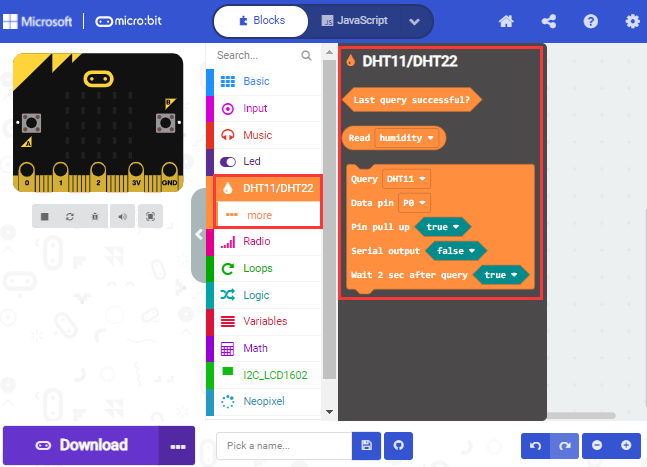 Microsoft
micro:bit
Blocks
JavaScript
A
B
0
1
2
3V
GND
Download
Search...
Basic
Input
Music
Led
DHT11/DHT22
more
Radio
Loops
Logic
Variables
Math
I2C_LCD1602
Neopixel
DHT11/DHT22
Last query successful?
Read humidity
Query DHT11
Data pin P0
Pin pull up true
Serial output false
Wait 2 sec after query true
Pick a name...